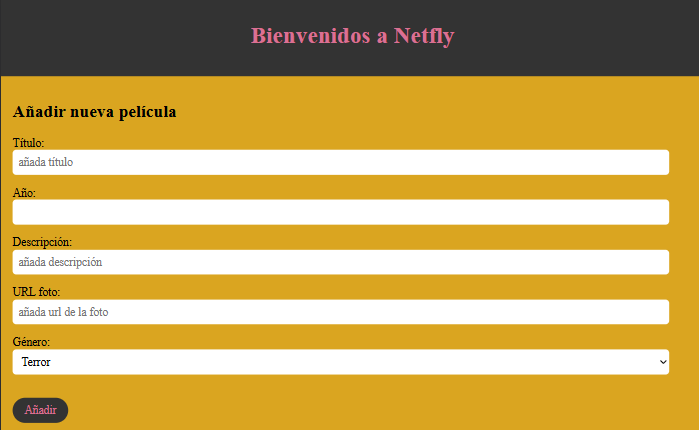 Bienvenidos a Netfly
Añadir nueva película
Título:
añada título
Año:
Descripción:
añada descripción
URL foto:
añada url de la foto
Género:
Terror
Añadir